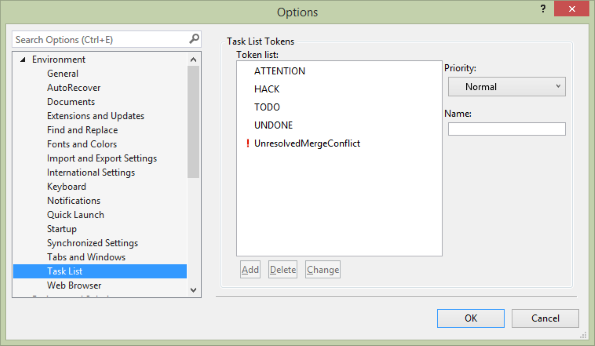 Options
?
Search Options (Ctrl+E)
Environment
General
AutoRecover
Documents
Extensions and Updates
Find and Replace
Fonts and Colors
Import and Export Settings
International Settings
Keyboard
Notifications
Quick Launch
Startup
Synchronized Settings
Tabs and Windows
Task List
Web Browser
Task List Tokens
Token list:
ATTENTION
HACK
TODO
UNDONE
! UnresolvedMergeConflict
Priority:
Normal
Name:
Add Delete Change
OK Cancel